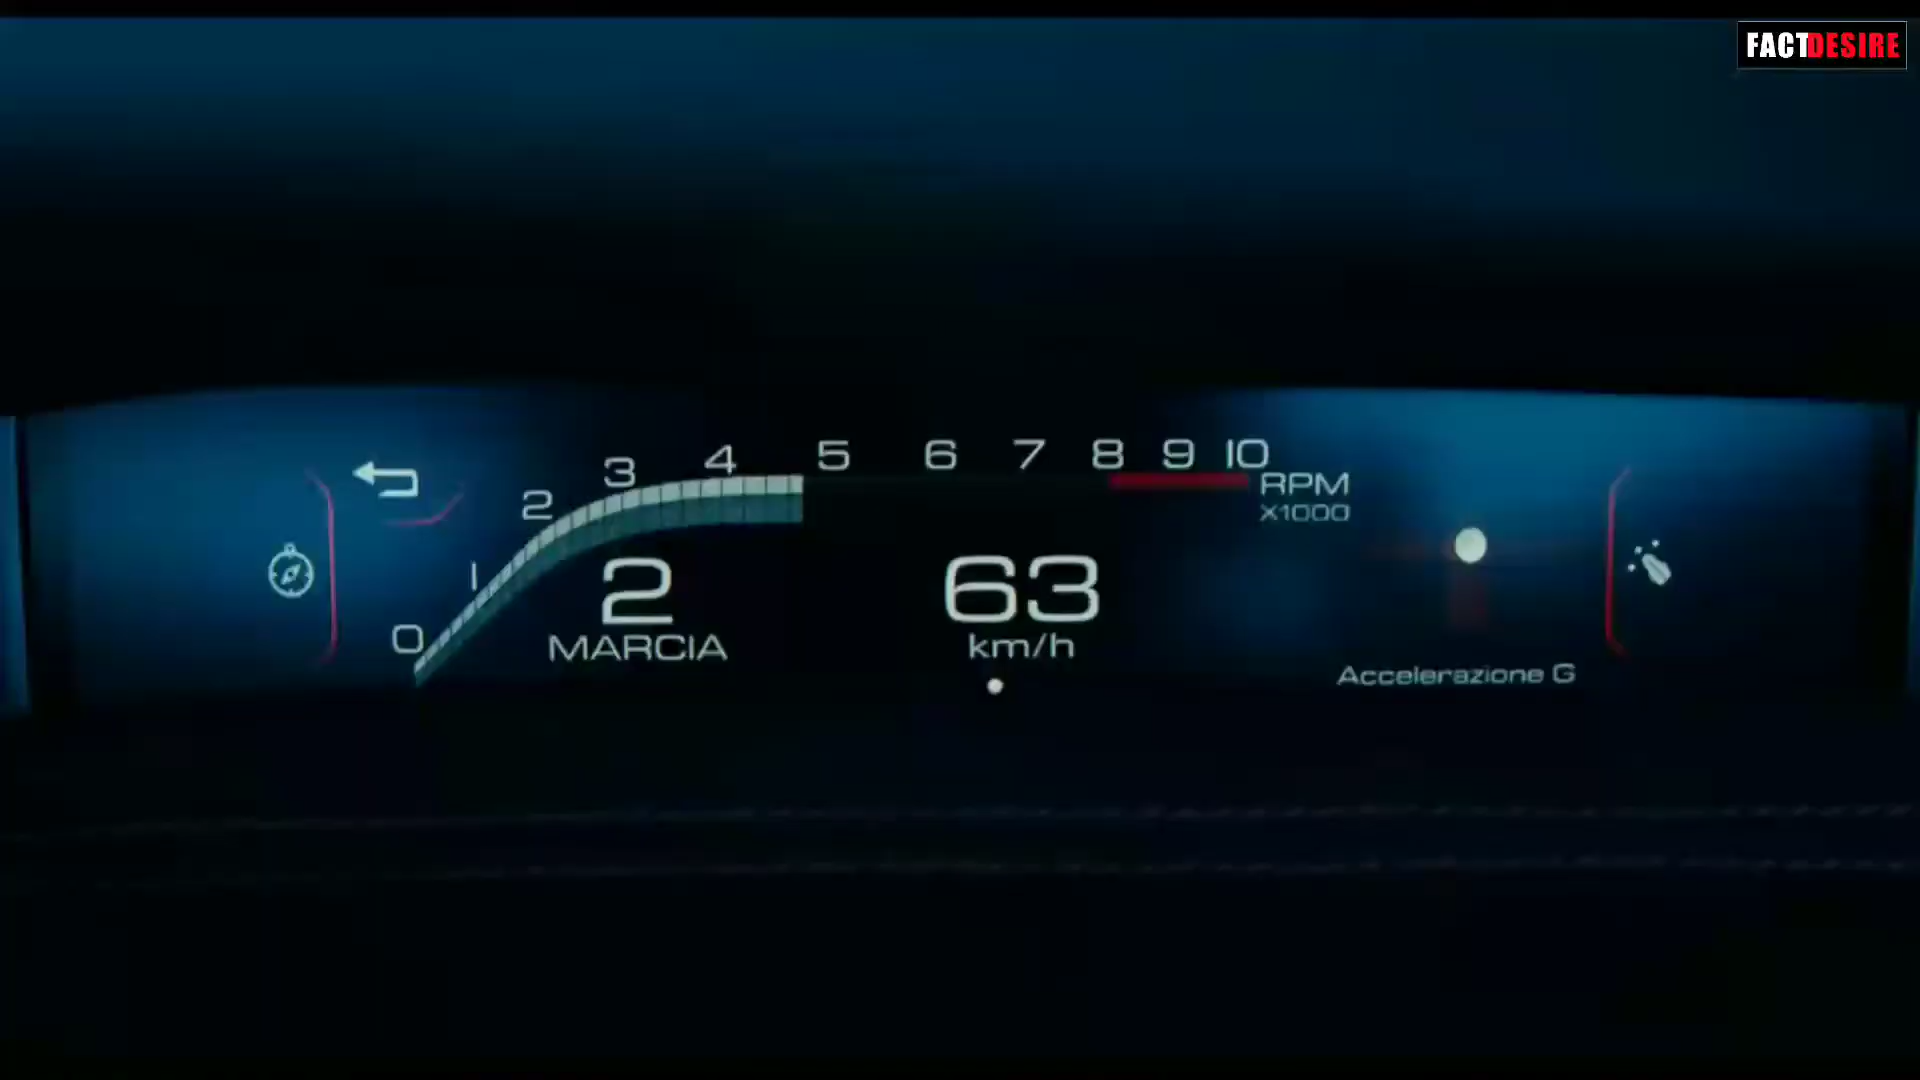 FACTDESIRE
0 1 2 3 4 5 6 7 8 9 10
RPM
X1000
2
MARCIA
63
km/h
Accelerazione G